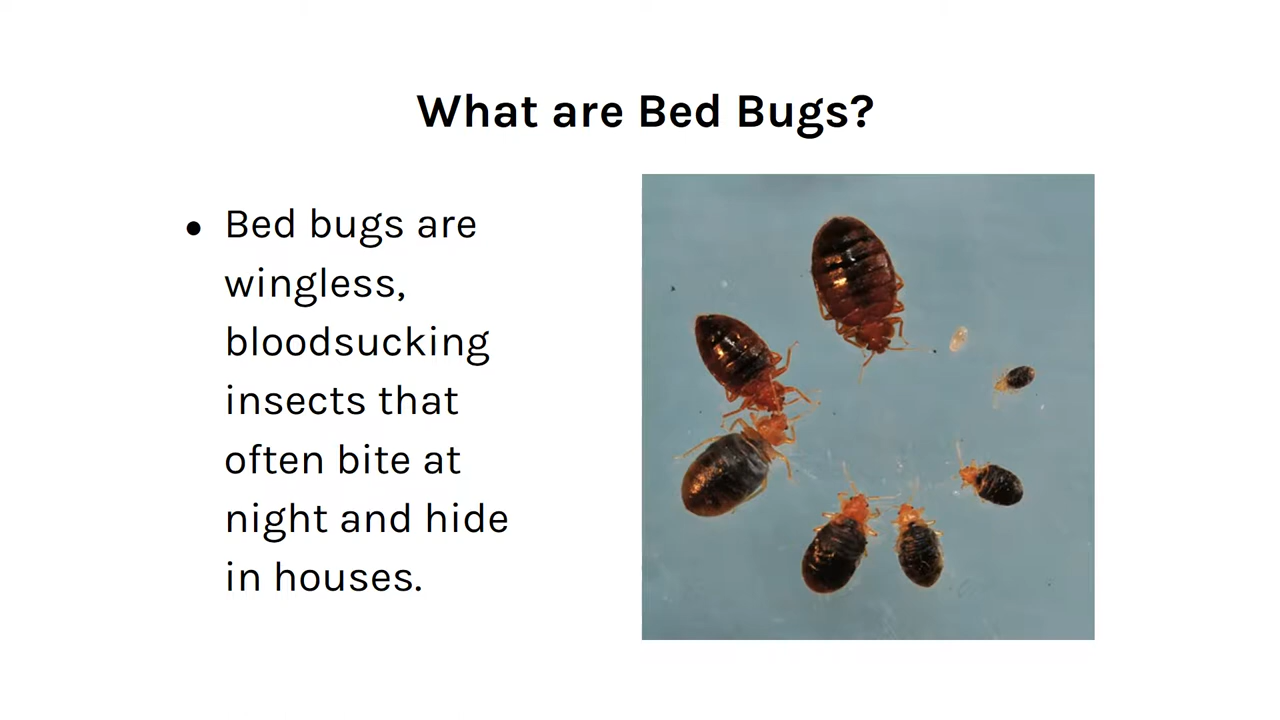 What are Bed Bugs?
● Bed bugs are
wingless,
bloodsucking
insects that
often bite at
night and hide
in houses.